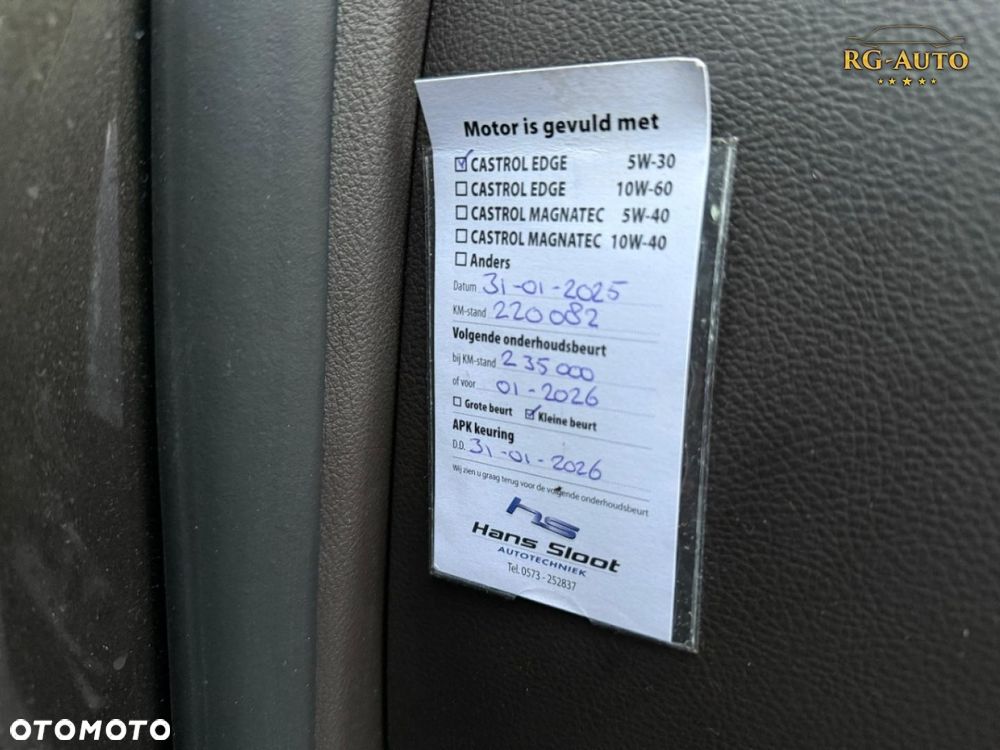 RG-AUTO
Motor is gevuld met
CASTROL EDGE 5W-30
CASTROL EDGE 10W-60
CASTROL MAGNATEC 5W-40
CASTROL MAGNATEC 10W-40
Anders
Datum 31-01-2025
KM-stand 220082
Volgende onderhoudsbeurt
bij KM-stand 235000
of voor 01-2026
Grote beurt Kleine beurt
APK keuring
D.D. 31-01-2026
Wij zien u graag terug voor de volgende onderhoudsbeurt
hs
Hans Sloot
AUTOTECHNIEK
Tel. 0573 - 252837
OTOMOTO